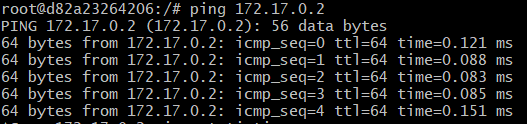 root@d82a23264206:/# ping 172.17.0.2
PING 172.17.0.2 (172.17.0.2): 56 data bytes
64 bytes from 172.17.0.2: icmp_seq=0 ttl=64 time=0.121 ms
64 bytes from 172.17.0.2: icmp_seq=1 ttl=64 time=0.088 ms
64 bytes from 172.17.0.2: icmp_seq=2 ttl=64 time=0.083 ms
64 bytes from 172.17.0.2: icmp_seq=3 ttl=64 time=0.085 ms
64 bytes from 172.17.0.2: icmp_seq=4 ttl=64 time=0.151 ms